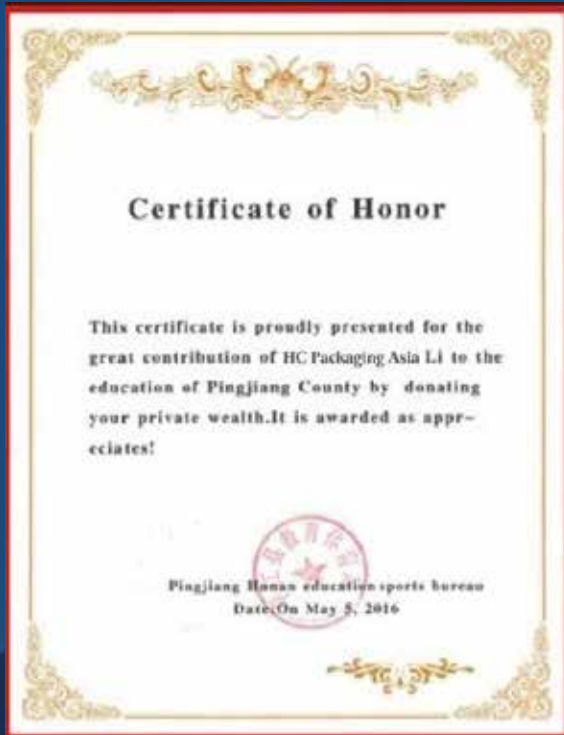 Certificate of Honor
This certificate is proudly presented for the
great contribution of HC Packaging Asia Li to the
education of Pingjiang County by donating
your private wealth.It is awarded as appr-
eciates!
Pingjiang Hunan education sports bureau
Date:On May 5, 2016